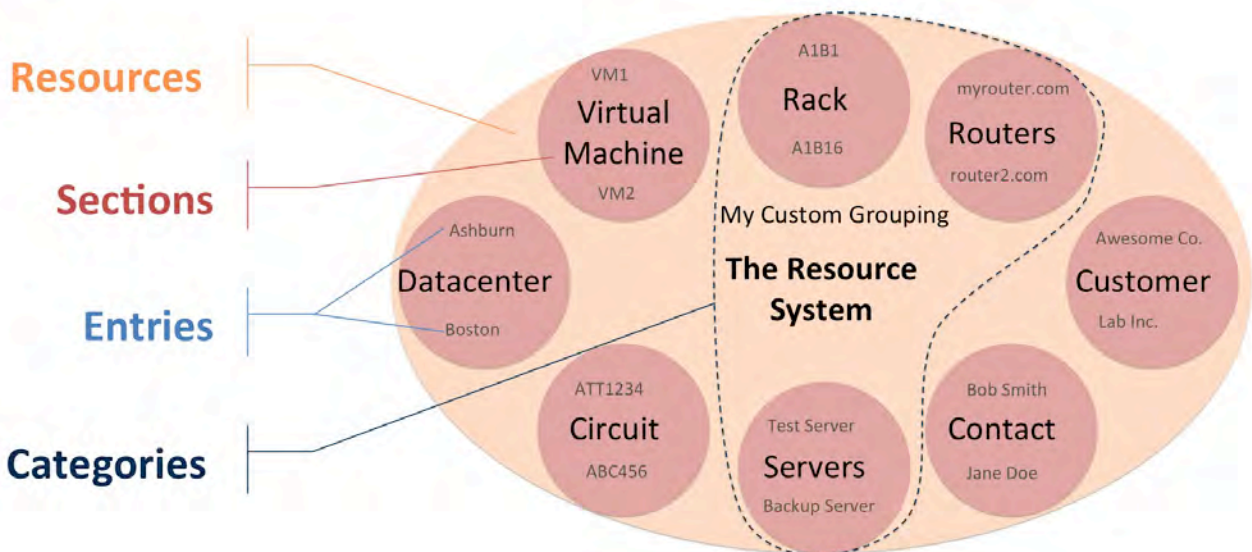 Resources
Sections
Entries
Categories
VM1
Virtual
Machine
VM2
A1B1
Rack
A1B16
myrouter.com
Routers
router2.com
Ashburn
Datacenter
Boston
My Custom Grouping
The Resource
System
Awesome Co.
Customer
Lab Inc.
ATT1234
Circuit
ABC456
Test Server
Servers
Backup Server
Bob Smith
Contact
Jane Doe